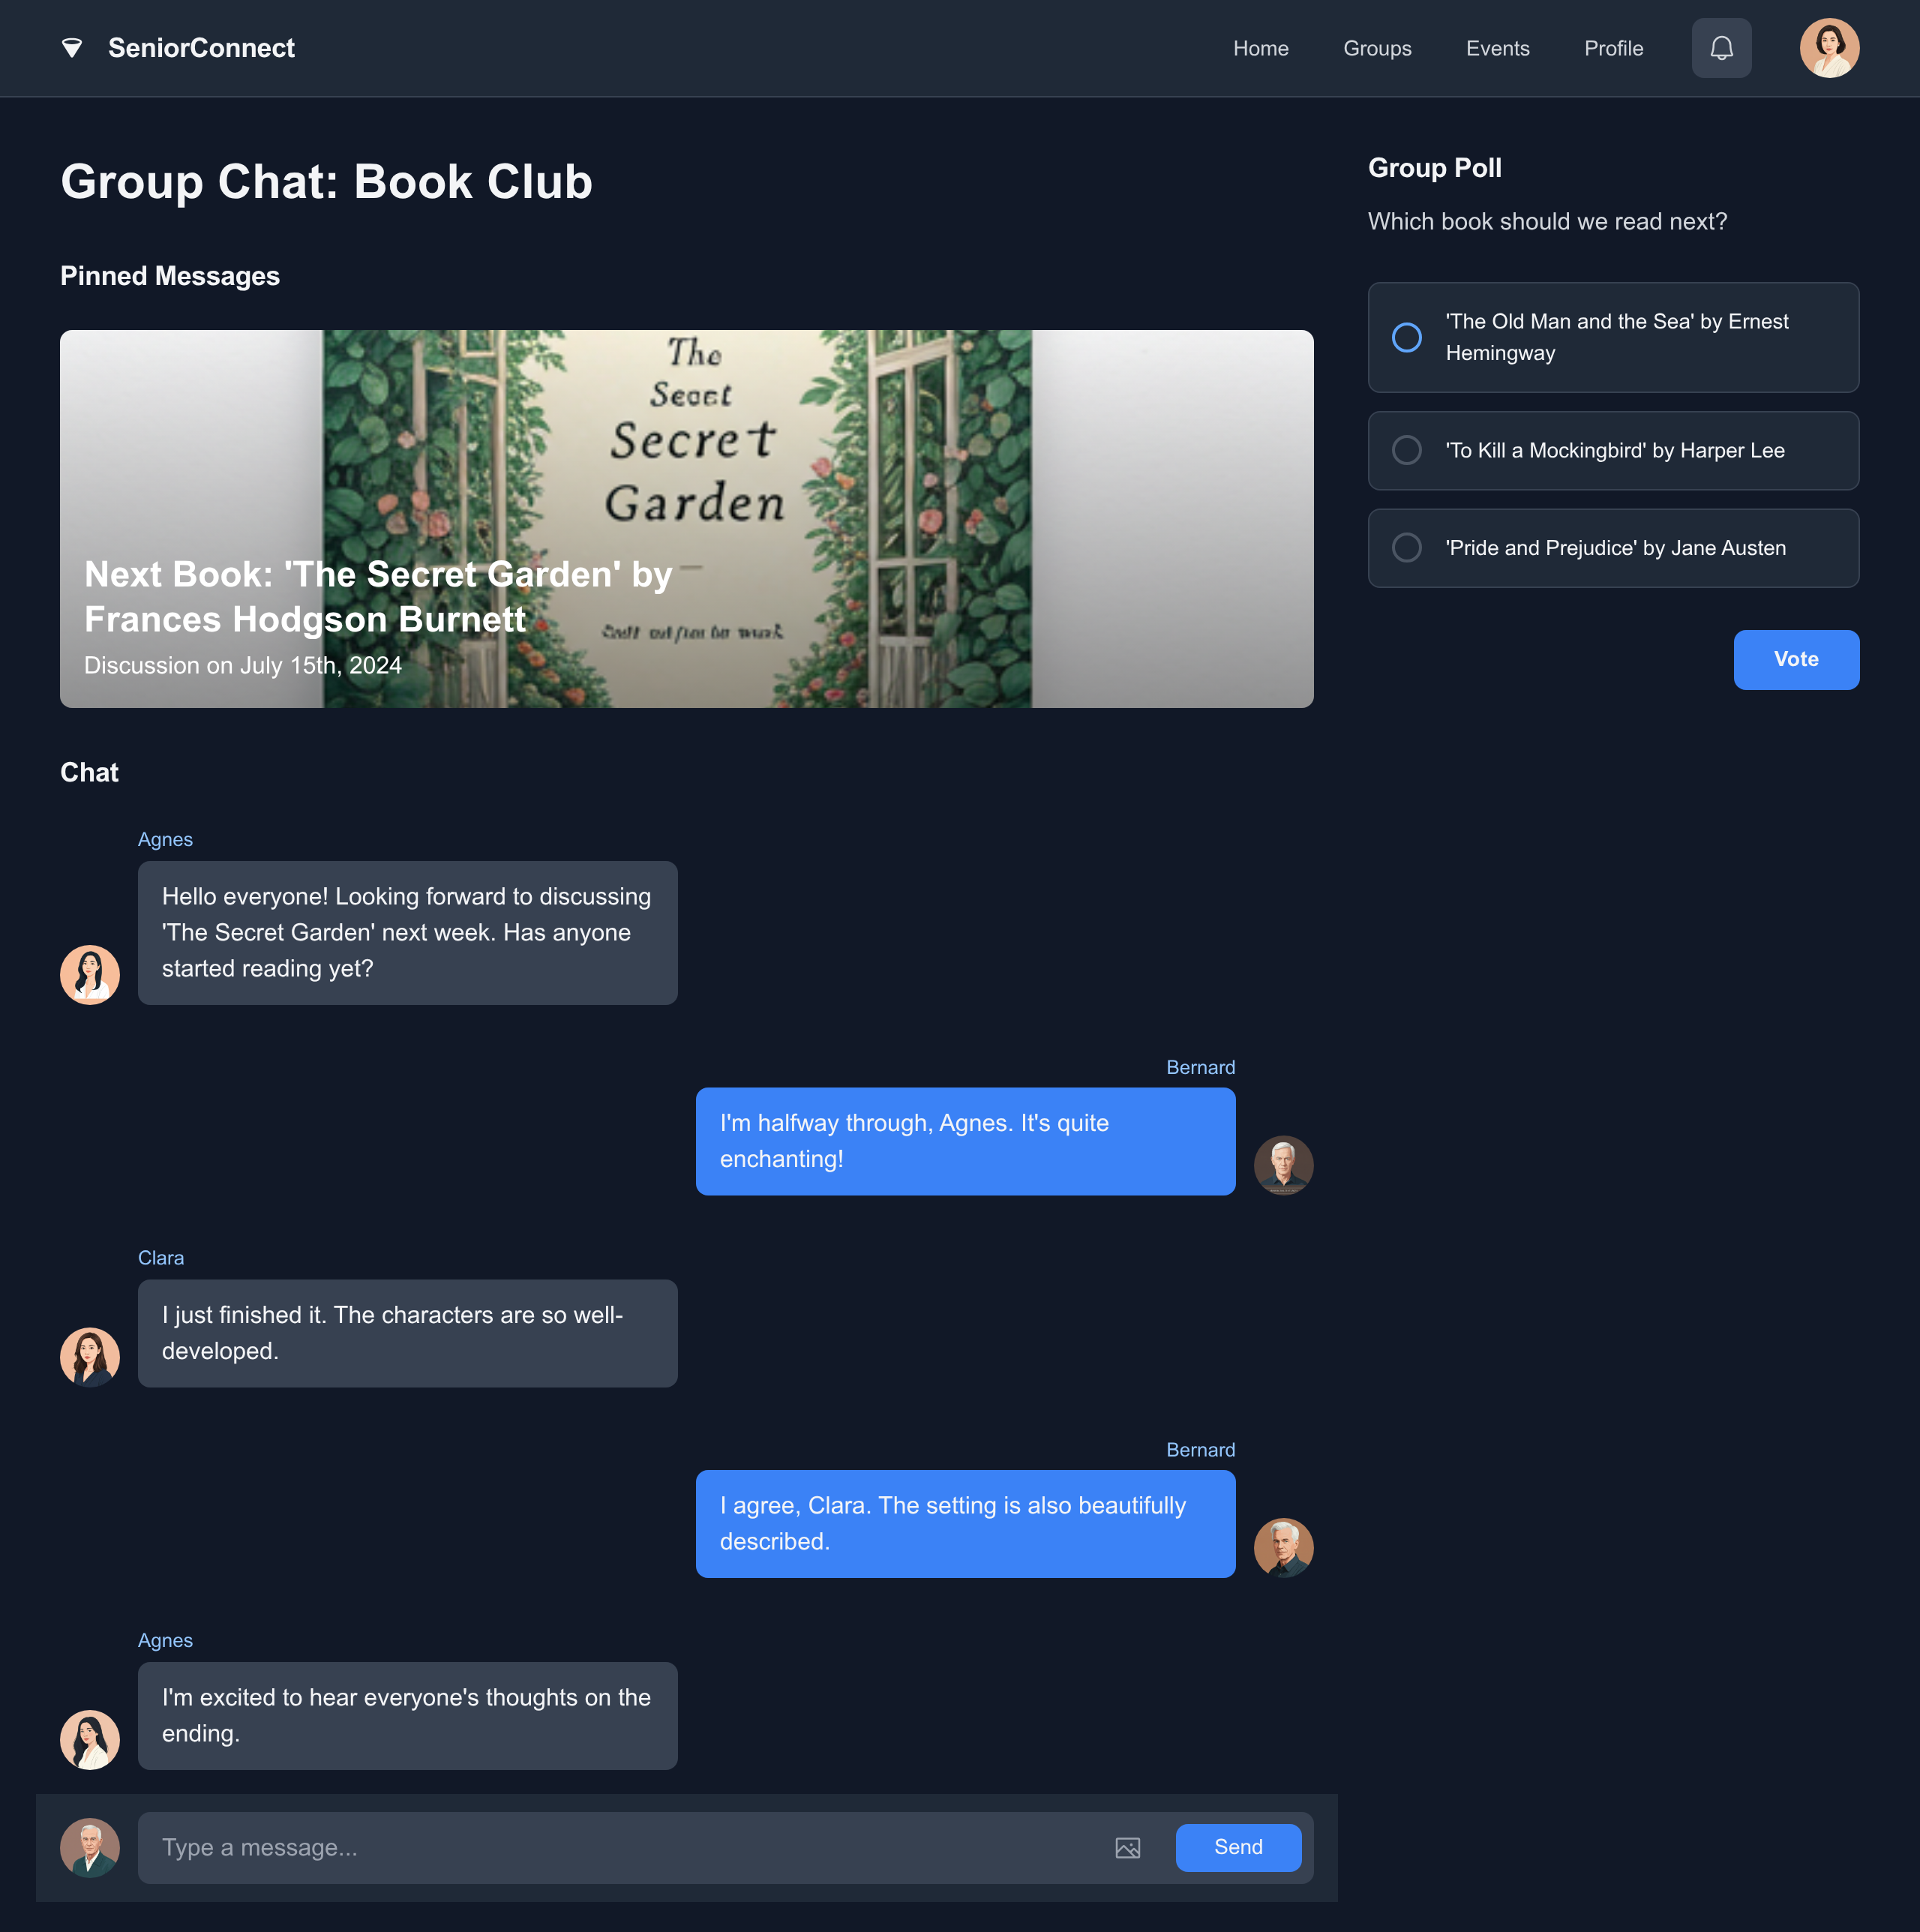 SeniorConnect
Home
Groups
Events
Profile
Group Chat: Book Club
Pinned Messages
The
Secret
Garden
Next Book: 'The Secret Garden' by
Frances Hodgson Burnett
Discussion on July 15th, 2024
Chat
Agnes
Hello everyone! Looking forward to discussing
'The Secret Garden' next week. Has anyone
started reading yet?
Bernard
I'm halfway through, Agnes. It's quite
enchanting!
Clara
I just finished it. The characters are so well-
developed.
Bernard
I agree, Clara. The setting is also beautifully
described.
Agnes
I'm excited to hear everyone's thoughts on the
ending.
Type a message...
Send
Group Poll
Which book should we read next?
'The Old Man and the Sea' by Ernest
Hemingway
'To Kill a Mockingbird' by Harper Lee
'Pride and Prejudice' by Jane Austen
Vote